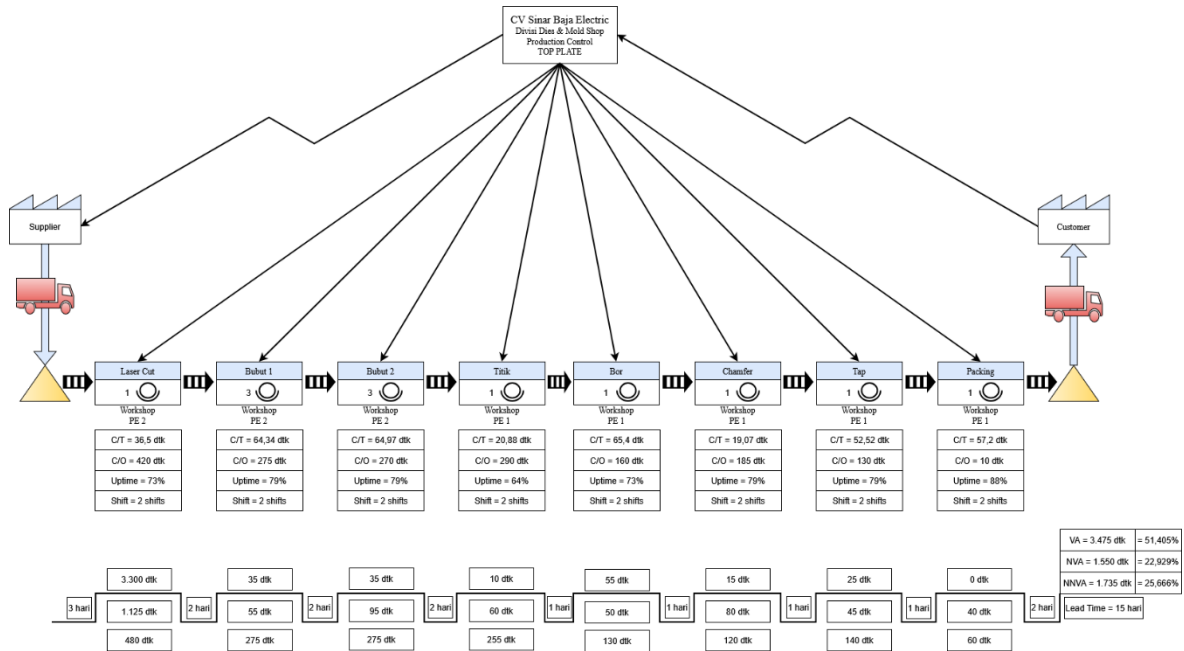 CV Sinar Baja Electric
Divisi Dies & Mold Shop
Production Control
TOP PLATE
Supplier
Customer
Laser Cut
1
Workshop
PE 2
C/T = 36,5 dtk
C/O = 420 dtk
Uptime = 73%
Shift = 2 shifts
Bubut 1
3
Workshop
PE 2
C/T = 64,34 dtk
C/O = 275 dtk
Uptime = 79%
Shift = 2 shifts
Bubut 2
3
Workshop
PE 2
C/T = 64,97 dtk
C/O = 270 dtk
Uptime = 79%
Shift = 2 shifts
Titik
1
Workshop
PE 1
C/T = 20,88 dtk
C/O = 290 dtk
Uptime = 64%
Shift = 2 shifts
Bor
1
Workshop
PE 1
C/T = 65,4 dtk
C/O = 160 dtk
Uptime = 73%
Shift = 2 shifts
Chamfer
1
Workshop
PE 1
C/T = 19,07 dtk
C/O = 185 dtk
Uptime = 79%
Shift = 2 shifts
Tap
1
Workshop
PE 1
C/T = 52,52 dtk
C/O = 130 dtk
Uptime = 79%
Shift = 2 shifts
Packing
1
Workshop
PE 1
C/T = 57,2 dtk
C/O = 10 dtk
Uptime = 88%
Shift = 2 shifts
3 hari
3.300 dtk
1.125 dtk
480 dtk
2 hari
35 dtk
55 dtk
275 dtk
2 hari
35 dtk
95 dtk
275 dtk
2 hari
10 dtk
60 dtk
255 dtk
1 hari
55 dtk
50 dtk
130 dtk
1 hari
15 dtk
80 dtk
120 dtk
1 hari
25 dtk
45 dtk
140 dtk
1 hari
0 dtk
40 dtk
60 dtk
2 hari
VA = 3.475 dtk = 51,405%
NVA = 1.550 dtk = 22,929%
NNVA = 1.735 dtk = 25,666%
Lead Time = 15 hari